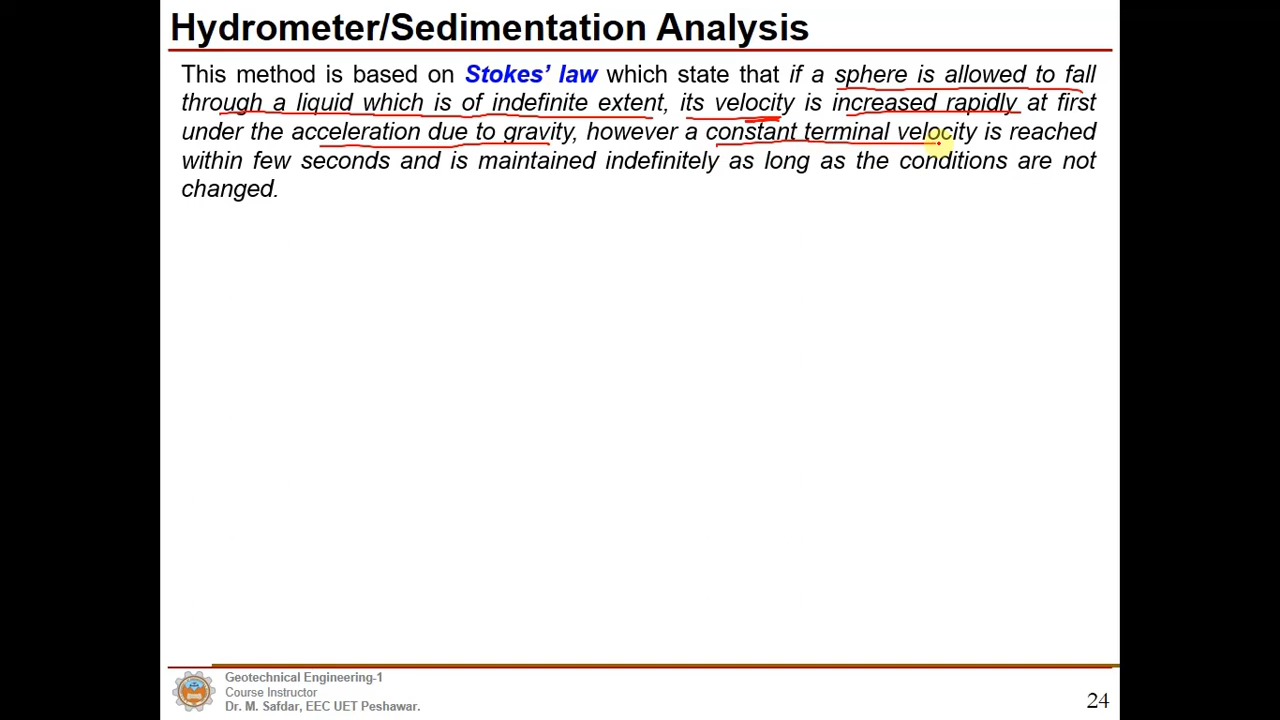 Hydrometer/Sedimentation Analysis
This method is based on Stokes’ law which state that if a sphere is allowed to fall
through a liquid which is of indefinite extent, its velocity is increased rapidly at first
under the acceleration due to gravity, however a constant terminal velocity is reached
within few seconds and is maintained indefinitely as long as the conditions are not
changed.
Geotechnical Engineering-1
Course Instructor
Dr. M. Safdar, EEC UET Peshawar.
24